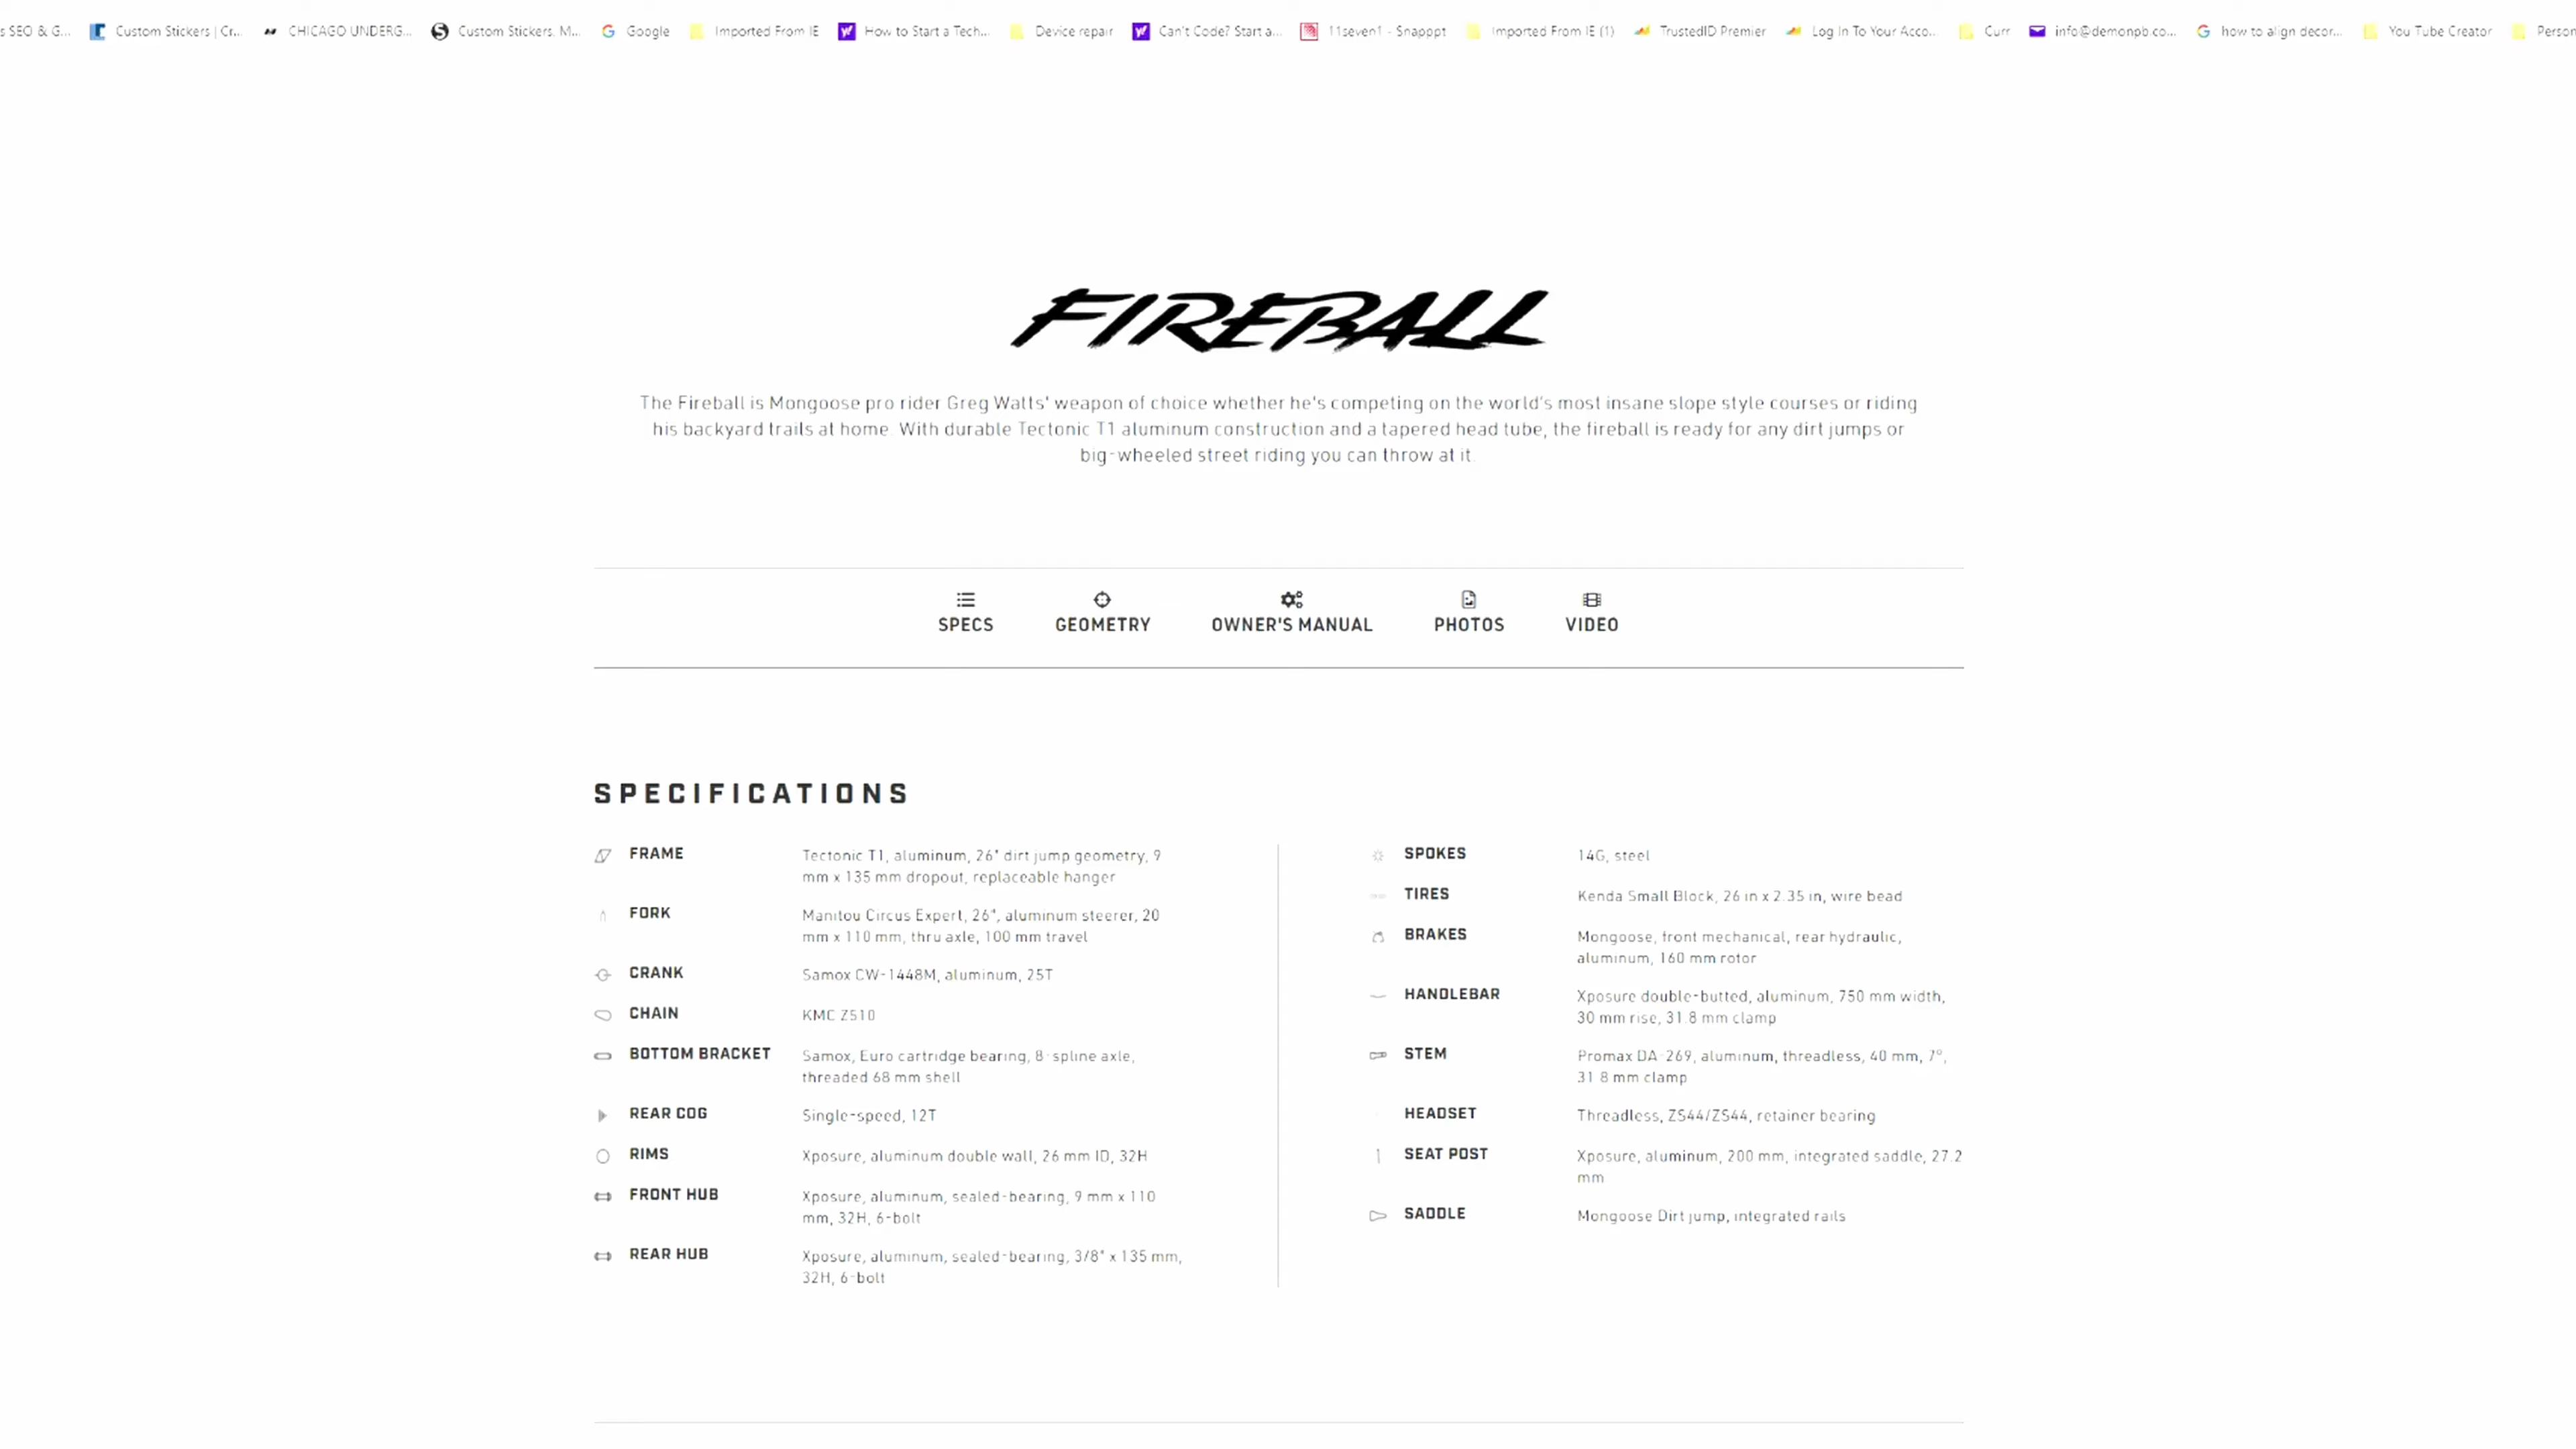 s SEO & G... Custom Stickers | Cr... CHICAGO UNDERG... Custom Stickers, M... Google Imported From IE How to Start a Tech... Device repair Can't Code? Start a... 11seven1 - Snapppt Imported From IE (1) TrustedID Premier Log In To Your Acco... Curr info@demonpb.co... how to align decor... You Tube Creator Person
FIREBALL
The Fireball is Mongoose pro rider Greg Watts' weapon of choice whether he's competing on the world's most insane slope style courses or riding
his backyard trails at home. With durable Tectonic T1 aluminum construction and a tapered head tube, the fireball is ready for any dirt jumps or
big-wheeled street riding you can throw at it.
SPECS GEOMETRY OWNER'S MANUAL PHOTOS VIDEO
SPECIFICATIONS
FRAME Tectonic T1, aluminum, 26" dirt jump geometry, 9
mm x 135 mm dropout, replaceable hanger
FORK Manitou Circus Expert, 26", aluminum steerer, 20
mm x 110 mm, thru axle, 100 mm travel
CRANK Samox CW-1448M, aluminum, 25T
CHAIN KMC Z510
BOTTOM BRACKET Samox, Euro cartridge bearing, 8-spline axle,
threaded 68 mm shell
REAR COG Single-speed, 12T
RIMS Xposure, aluminum double wall, 26 mm ID, 32H
FRONT HUB Xposure, aluminum, sealed-bearing, 9 mm x 110
mm, 32H, 6-bolt
REAR HUB Xposure, aluminum, sealed-bearing, 3/8" x 135 mm,
32H, 6-bolt
SPOKES 14G, steel
TIRES Kenda Small Block, 26 in x 2.35 in, wire bead
BRAKES Mongoose, front mechanical, rear hydraulic,
aluminum, 160 mm rotor
HANDLEBAR Xposure double-butted, aluminum, 750 mm width,
30 mm rise, 31.8 mm clamp
STEM Promax DA-269, aluminum, threadless, 40 mm, 7°,
31.8 mm clamp
HEADSET Threadless, ZS44/ZS44, retainer bearing
SEAT POST Xposure, aluminum, 200 mm, integrated saddle, 27.2
mm
SADDLE Mongoose Dirt jump, integrated rails